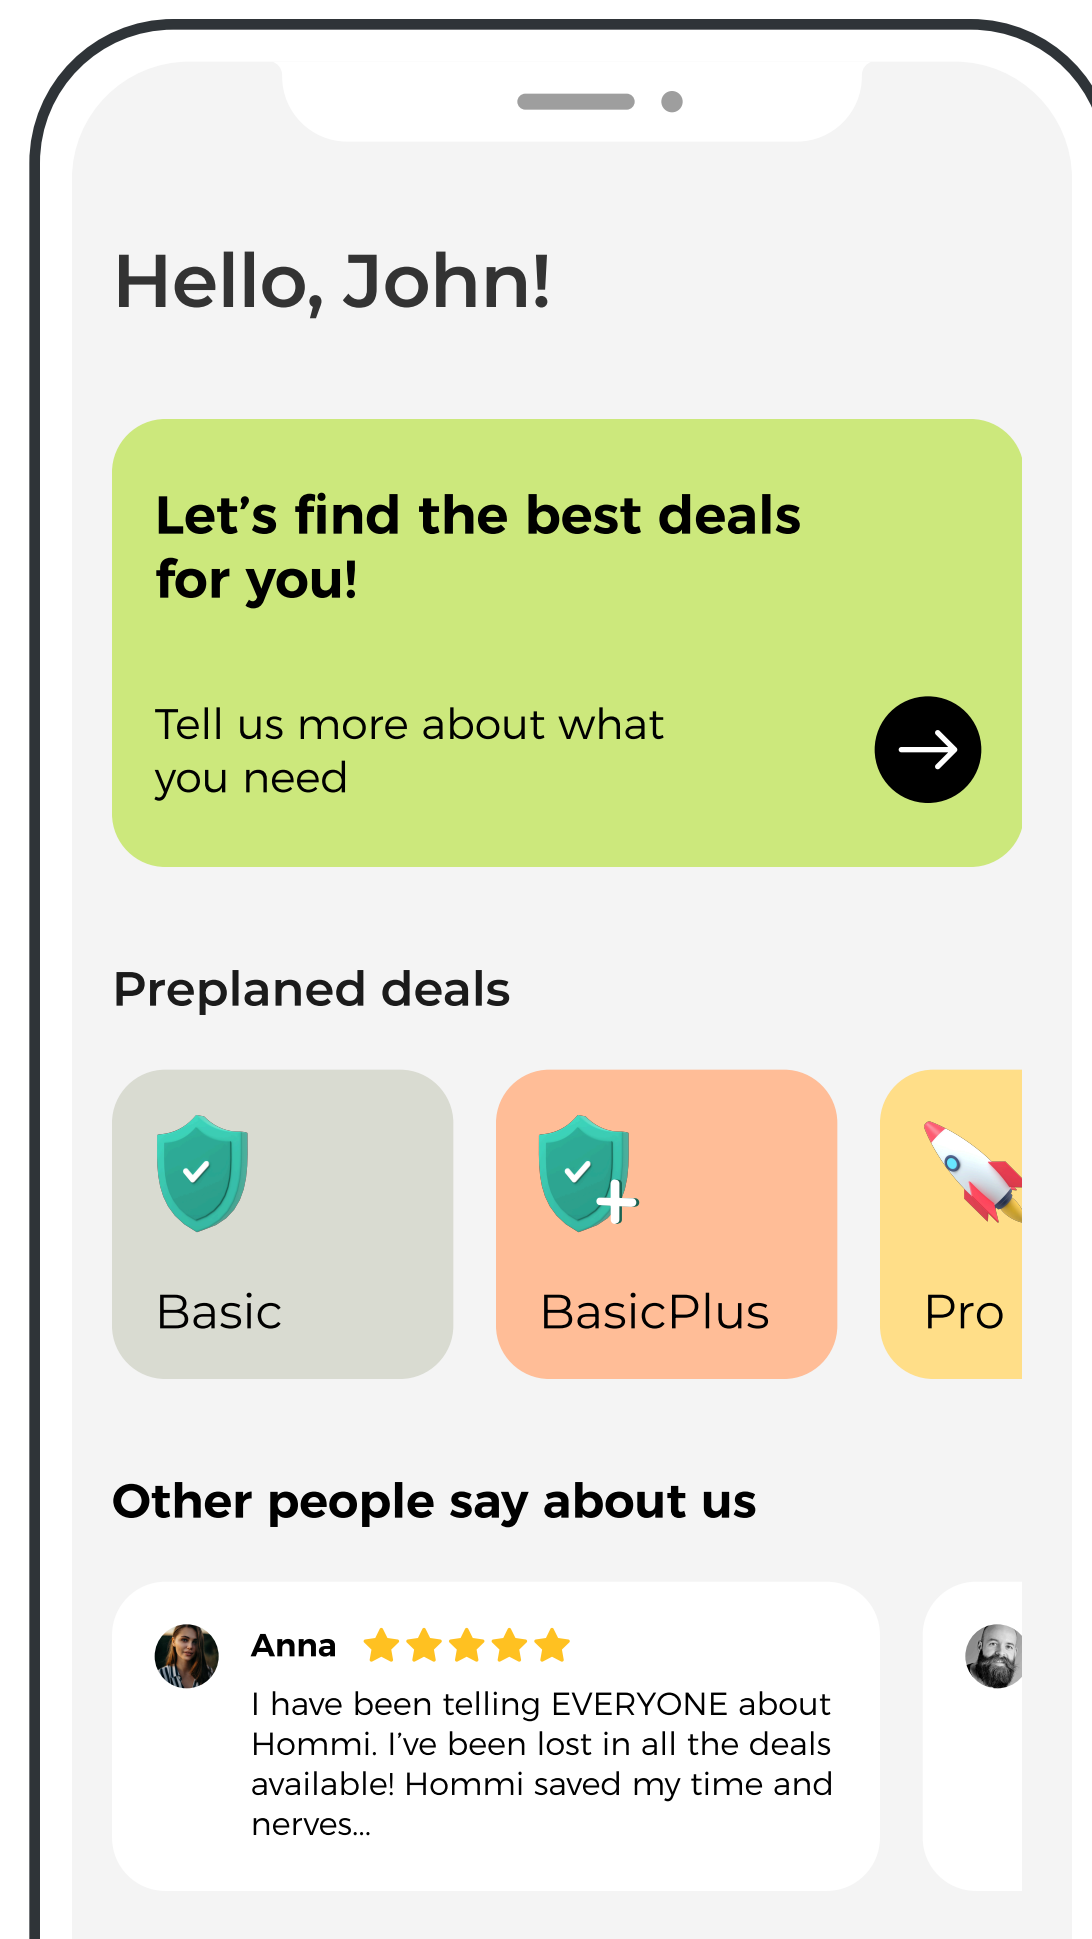 Hello, John!
Let’s find the best deals
for you!
Tell us more about what
you need
Preplaned deals
Basic
BasicPlus
Pro
Other people say about us
Anna
I have been telling EVERYONE about
Hommi. I’ve been lost in all the deals
available! Hommi saved my time and
nerves...